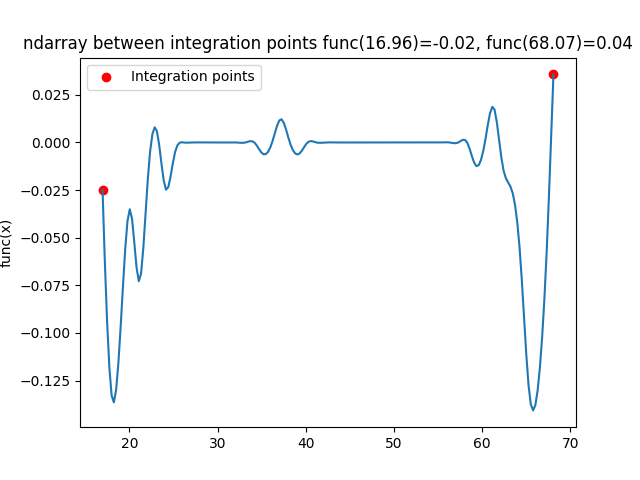 ndarray between integration points func(16.96)=-0.02, func(68.07)=0.04
Integration points
func(x)
0.025
0.000
−0.025
−0.050
−0.075
−0.100
−0.125
20 30 40 50 60 70